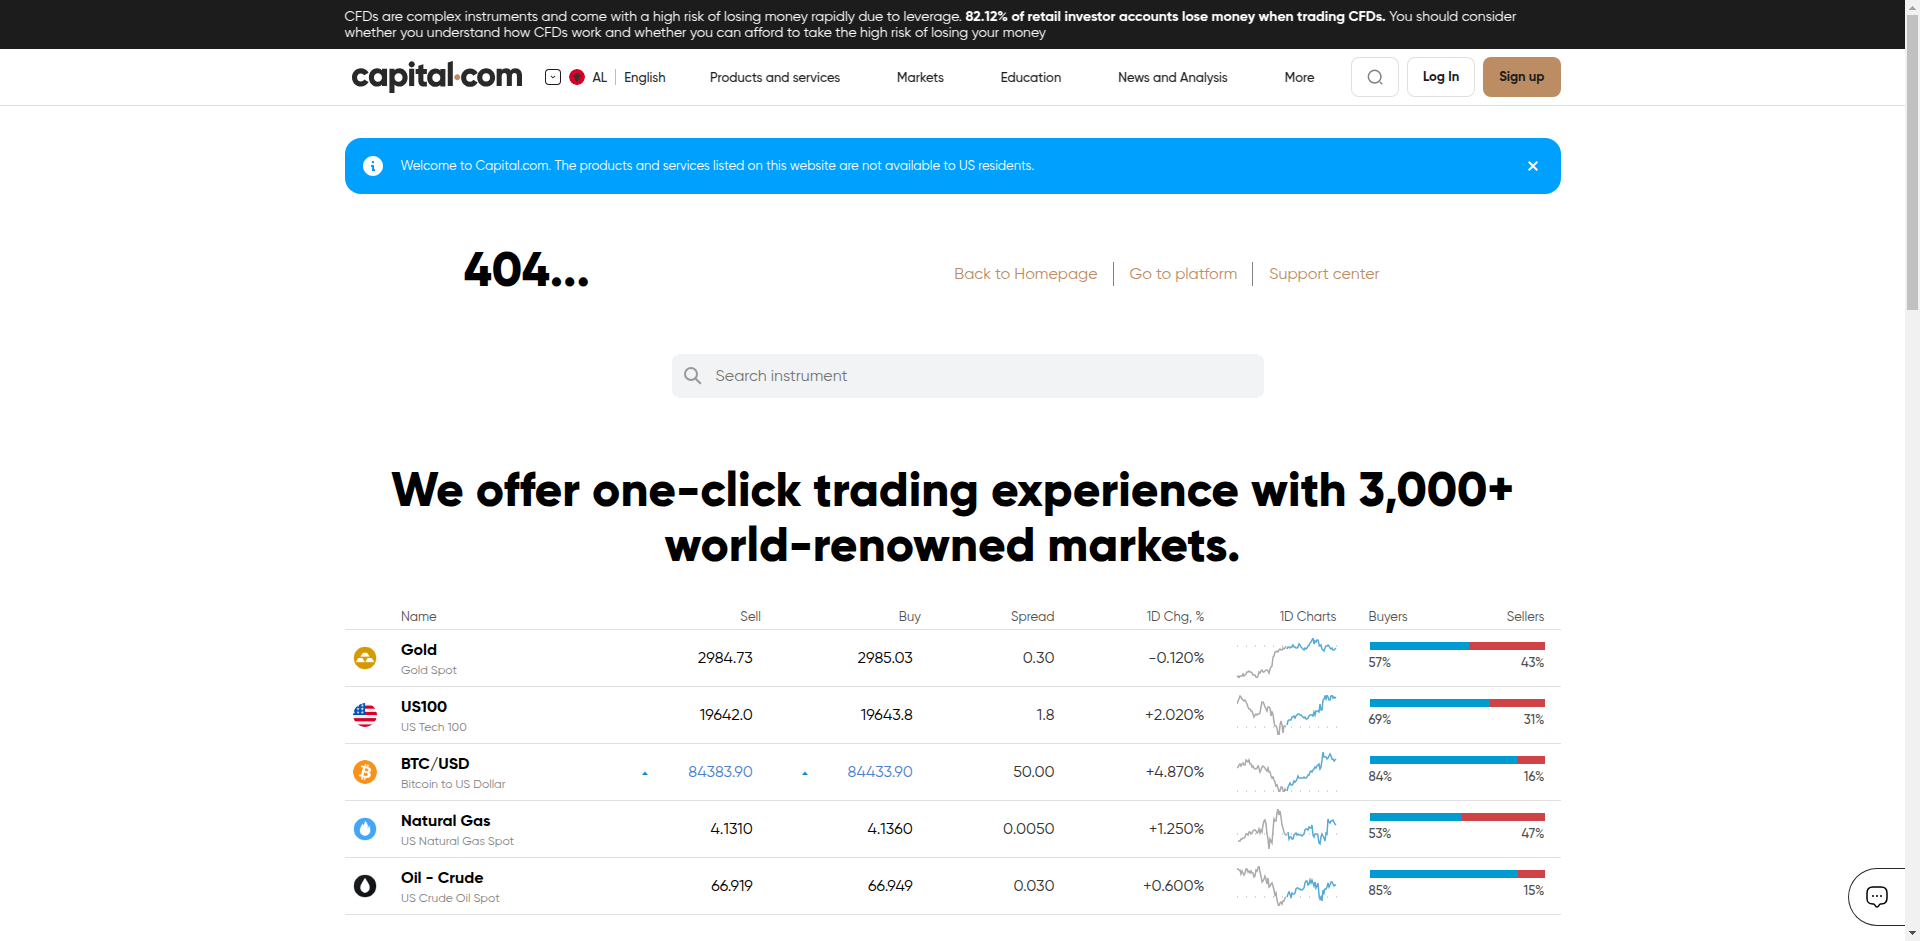 CFDs are complex instruments and come with a high risk of losing money rapidly due to leverage. 82.12% of retail investor accounts lose money when trading CFDs. You should consider
whether you understand how CFDs work and whether you can afford to take the high risk of losing your money
capital.com
AL English Products and services Markets Education News and Analysis More Log In Sign up
Welcome to Capital.com. The products and services listed on this website are not available to US residents.
404...
Back to Homepage Go to platform Support center
Search instrument
We offer one-click trading experience with 3,000+
world-renowned markets.
Name Sell Buy Spread 1D Chg, % 1D Charts Buyers Sellers
Gold
Gold Spot
2984.73 2985.03 0.30 -0.120%
57% 43%
US100
US Tech 100
19642.0 19643.8 1.8 +2.020%
69% 31%
BTC/USD
Bitcoin to US Dollar
84383.90 84433.90 50.00 +4.870%
84% 16%
Natural Gas
US Natural Gas Spot
4.1310 4.1360 0.0050 +1.250%
53% 47%
Oil - Crude
US Crude Oil Spot
66.919 66.949 0.030 +0.600%
85% 15%